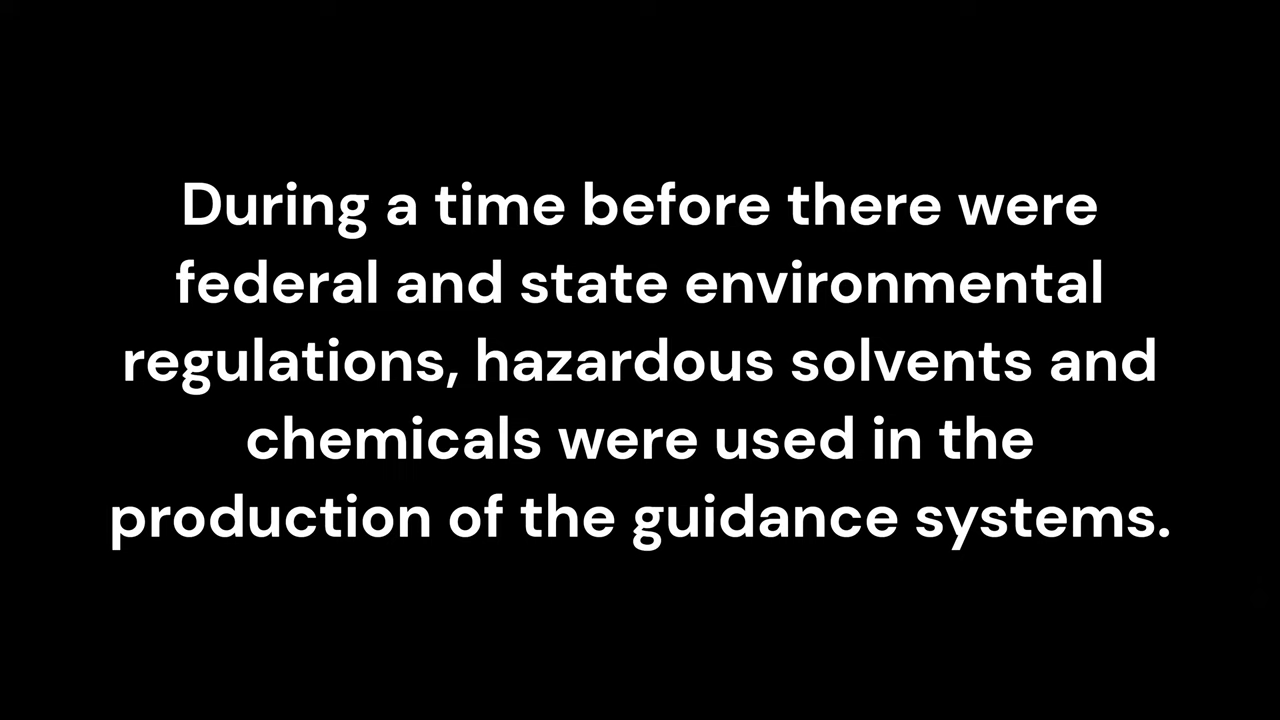 During a time before there were
federal and state environmental
regulations, hazardous solvents and
chemicals were used in the
production of the guidance systems.